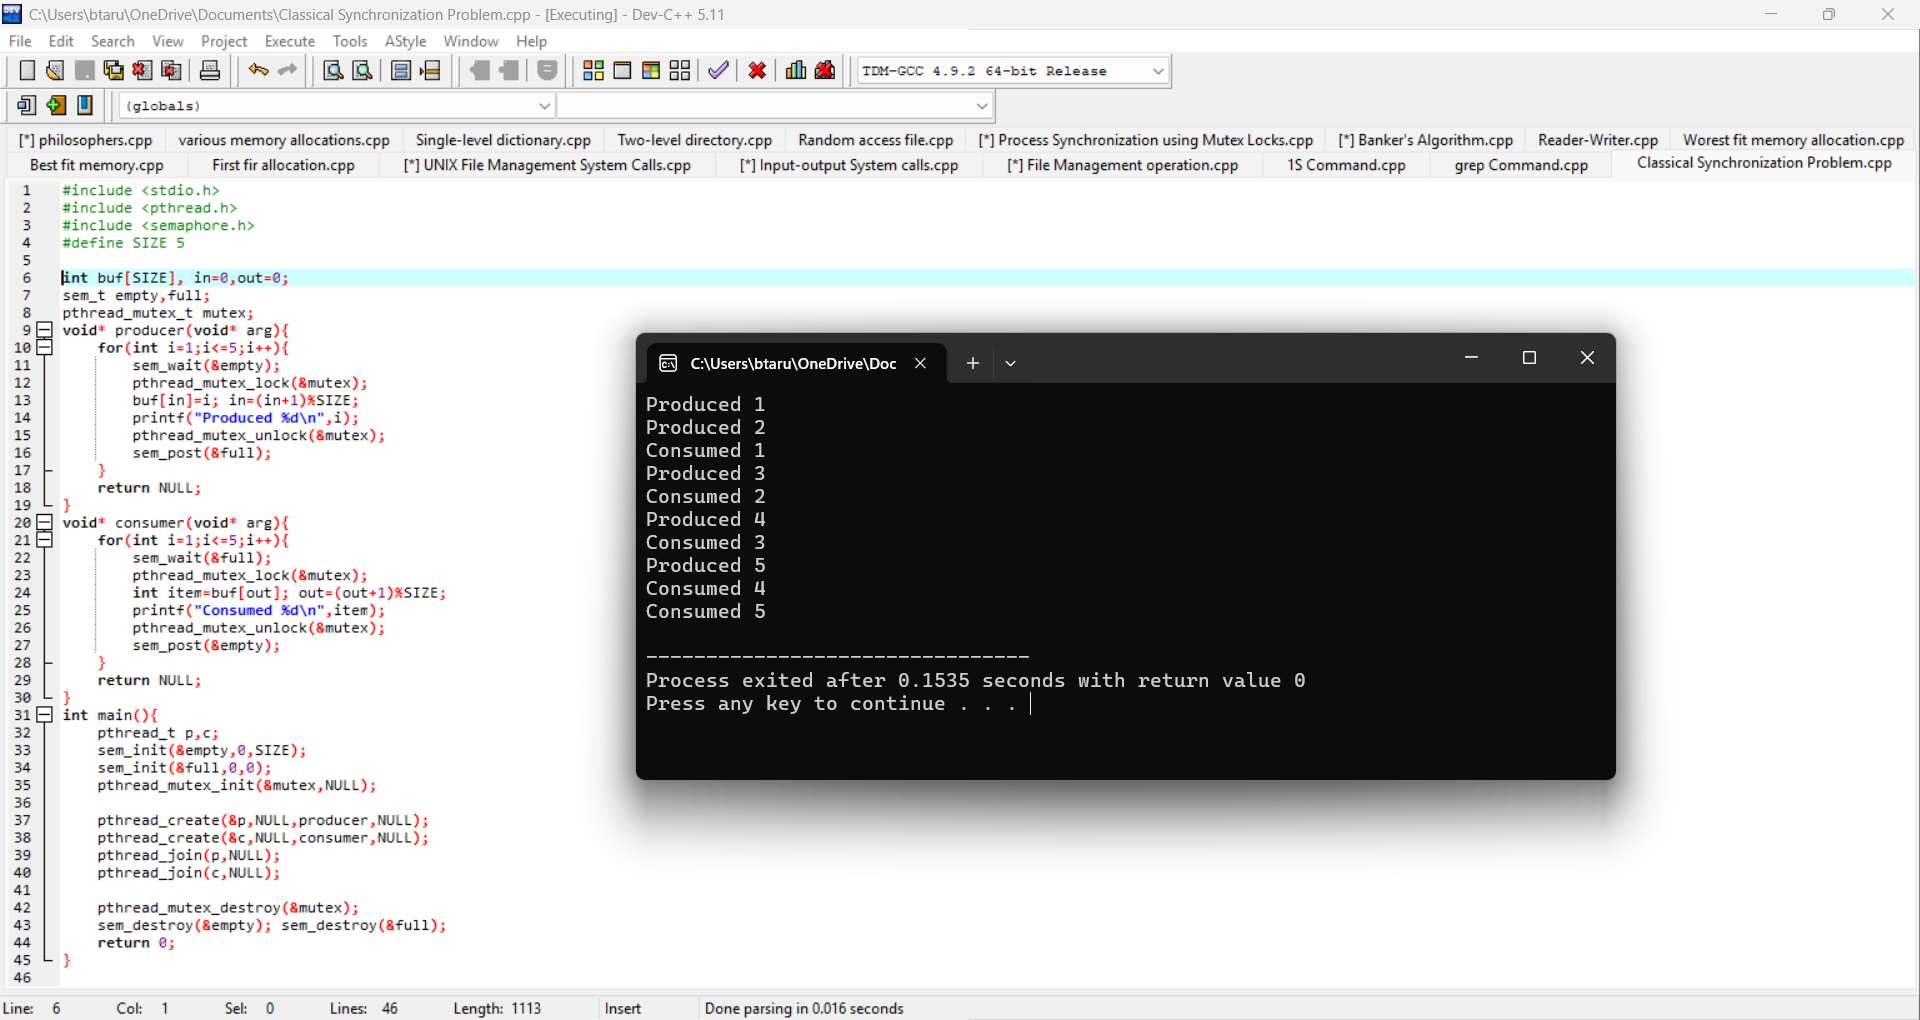 C:\Users\btaru\OneDrive\Documents\Classical Synchronization Problem.cpp - [Executing] - Dev-C++ 5.11
File Edit Search View Project Execute Tools AStyle Window Help
TDM-GCC 4.9.2 64-bit Release
(globals)
[*] philosophers.cpp various memory allocations.cpp Single-level dictionary.cpp Two-level directory.cpp Random access file.cpp [*] Process Synchronization using Mutex Locks.cpp [*] Banker's Algorithm.cpp Reader-Writer.cpp Worest fit memory allocation.cpp
Best fit memory.cpp First fir allocation.cpp [*] UNIX File Management System Calls.cpp [*] Input-output System calls.cpp [*] File Management operation.cpp 1S Command.cpp grep Command.cpp Classical Synchronization Problem.cpp
1 #include <stdio.h>
2 #include <pthread.h>
3 #include <semaphore.h>
4 #define SIZE 5
5
6 int buf[SIZE], in=0,out=0;
7 sem_t empty,full;
8 pthread_mutex_t mutex;
9 void* producer(void* arg){
10 for(int i=1;i<=5;i++){
11 sem_wait(&empty);
12 pthread_mutex_lock(&mutex);
13 buf[in]=i; in=(in+1)%SIZE;
14 printf("Produced %d\n",i);
15 pthread_mutex_unlock(&mutex);
16 sem_post(&full);
17 }
18 return NULL;
19 }
20 void* consumer(void* arg){
21 for(int i=1;i<=5;i++){
22 sem_wait(&full);
23 pthread_mutex_lock(&mutex);
24 int item=buf[out]; out=(out+1)%SIZE;
25 printf("Consumed %d\n",item);
26 pthread_mutex_unlock(&mutex);
27 sem_post(&empty);
28 }
29 return NULL;
30 }
31 int main(){
32 pthread_t p,c;
33 sem_init(&empty,0,SIZE);
34 sem_init(&full,0,0);
35 pthread_mutex_init(&mutex,NULL);
36
37 pthread_create(&p,NULL,producer,NULL);
38 pthread_create(&c,NULL,consumer,NULL);
39 pthread_join(p,NULL);
40 pthread_join(c,NULL);
41
42 pthread_mutex_destroy(&mutex);
43 sem_destroy(&empty); sem_destroy(&full);
44 return 0;
45 }
46
C:\Users\btaru\OneDrive\Doc
Produced 1
Produced 2
Consumed 1
Produced 3
Consumed 2
Produced 4
Consumed 3
Produced 5
Consumed 4
Consumed 5
--------------------------------
Process exited after 0.1535 seconds with return value 0
Press any key to continue . . .
Line: 6 Col: 1 Sel: 0 Lines: 46 Length: 1113 Insert Done parsing in 0.016 seconds